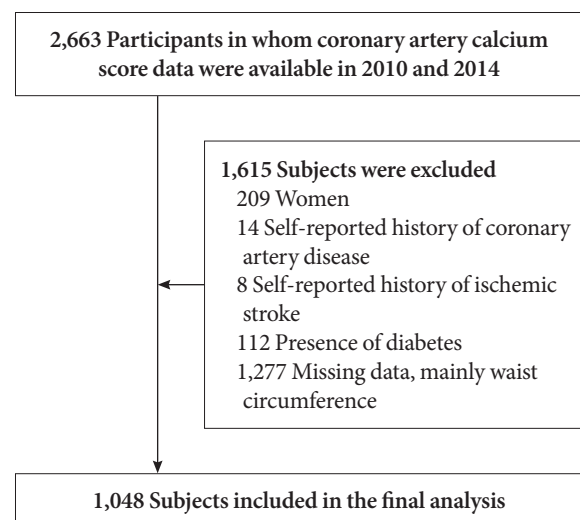 2,663 Participants in whom coronary artery calcium
score data were available in 2010 and 2014
1,615 Subjects were excluded
209 Women
14 Self-reported history of coronary
artery disease
8 Self-reported history of ischemic
stroke
112 Presence of diabetes
1,277 Missing data, mainly waist
circumference
1,048 Subjects included in the final analysis